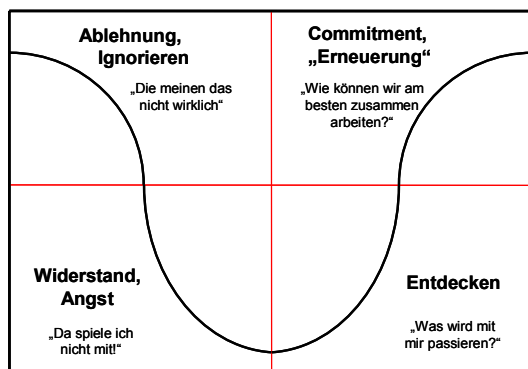 Ablehnung,
Ignorieren
„Die meinen das
nicht wirklich“
Commitment,
„Erneuerung“
„Wie können wir am
besten zusammen
arbeiten?“
Widerstand,
Angst
„Da spiele ich
nicht mit!“
Entdecken
„Was wird mit
mir passieren?“